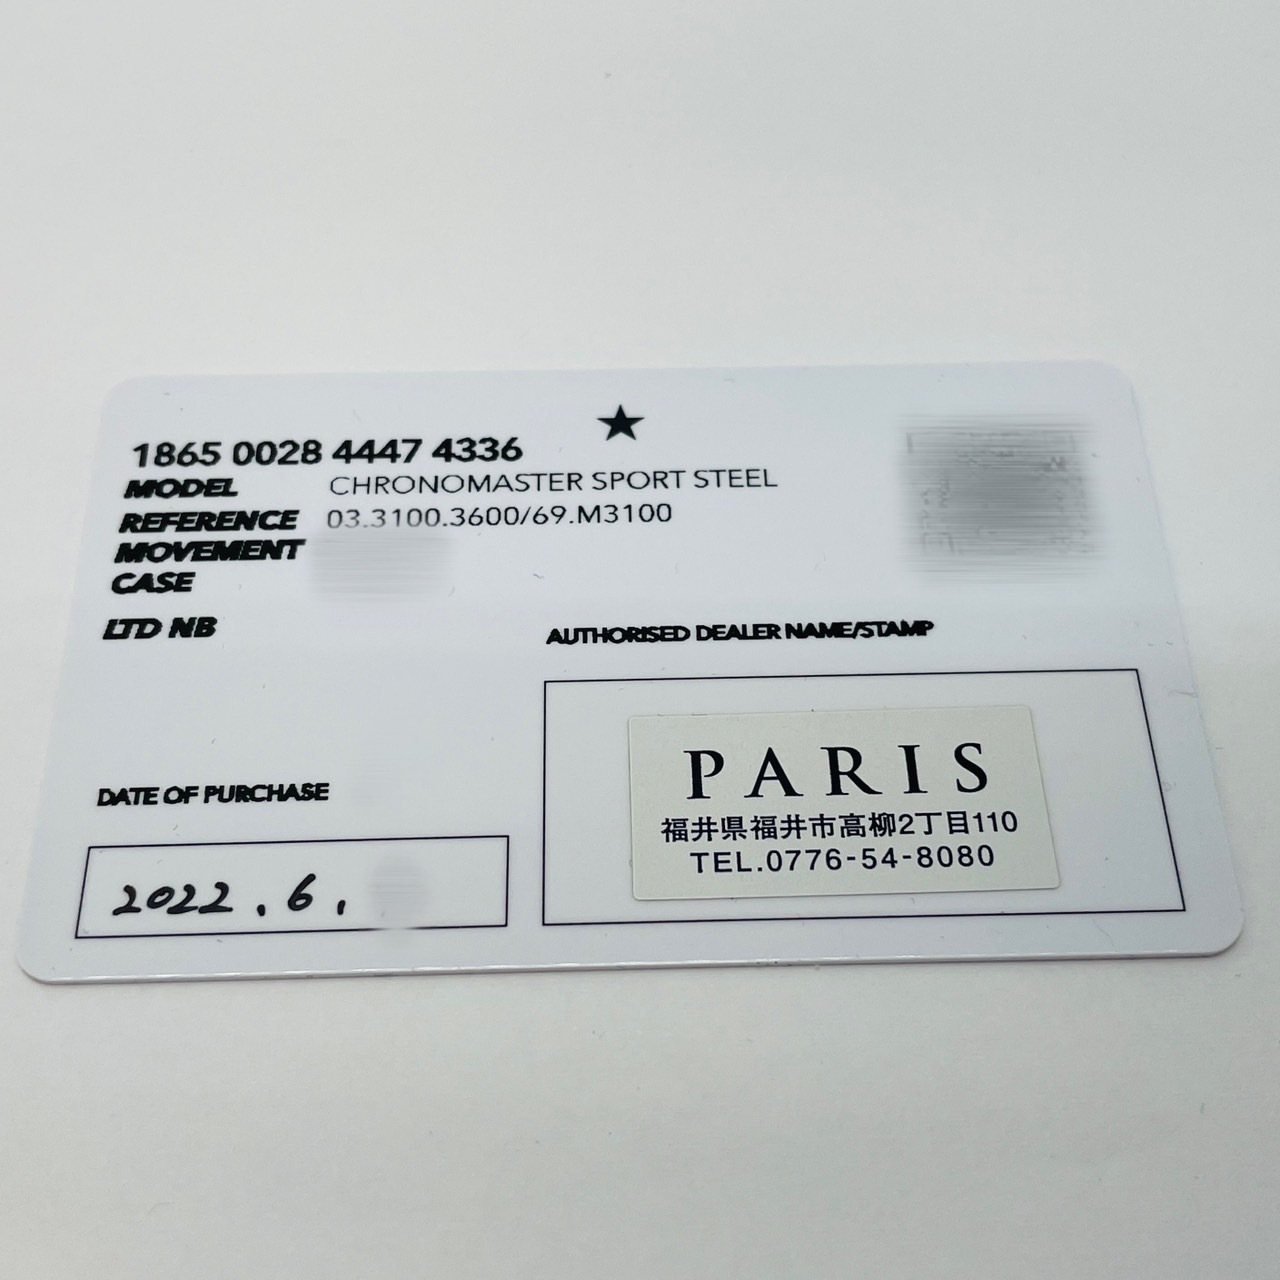 1865 0028 4447 4336
MODEL CHRONOMASTER SPORT STEEL
REFERENCE 03.3100.3600/69.M3100
MOVEMENT
CASE
LTD NB
AUTHORISED DEALER NAME/STAMP
PARIS
福井県福井市高柳2丁目110
TEL.0776-54-8080
DATE OF PURCHASE
2022.6.